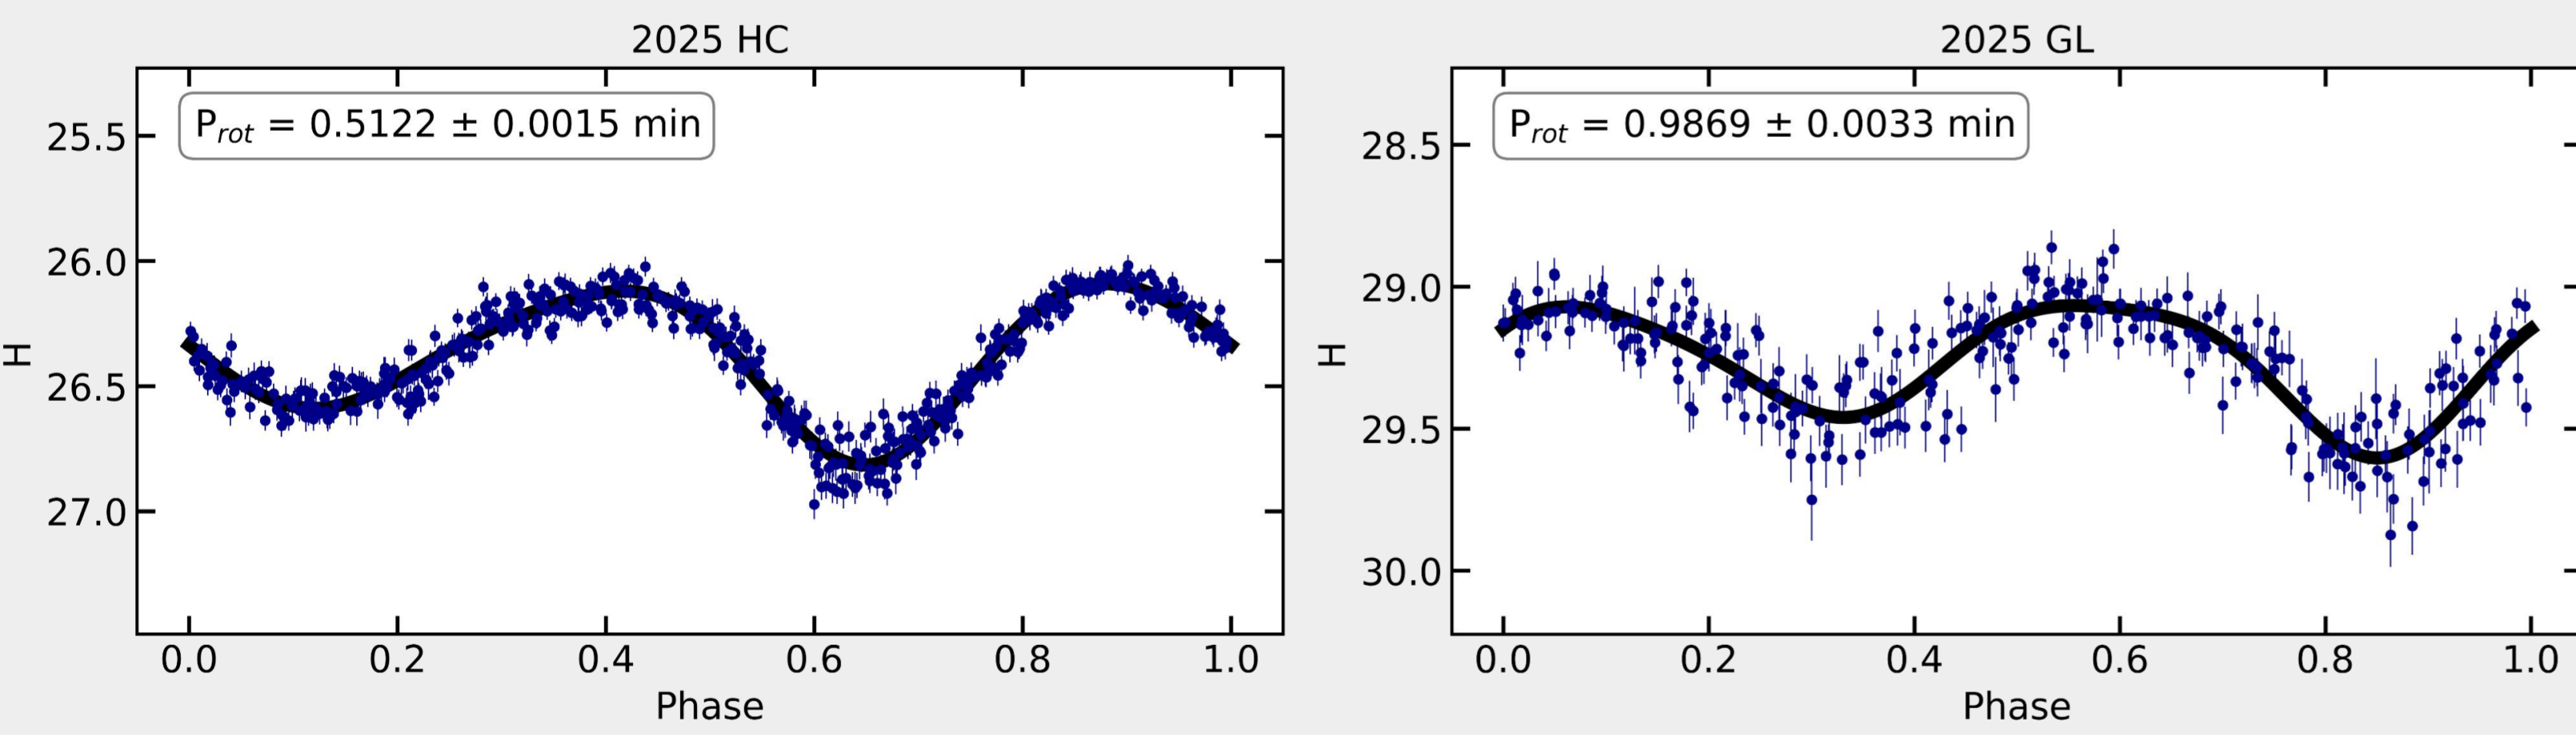 2025 HC
P_rot = 0.5122 ± 0.0015 min
25.5
26.0
26.5
27.0
H
0.0 0.2 0.4 0.6 0.8 1.0
Phase
2025 GL
P_rot = 0.9869 ± 0.0033 min
28.5
29.0
29.5
30.0
H
0.0 0.2 0.4 0.6 0.8 1.0
Phase